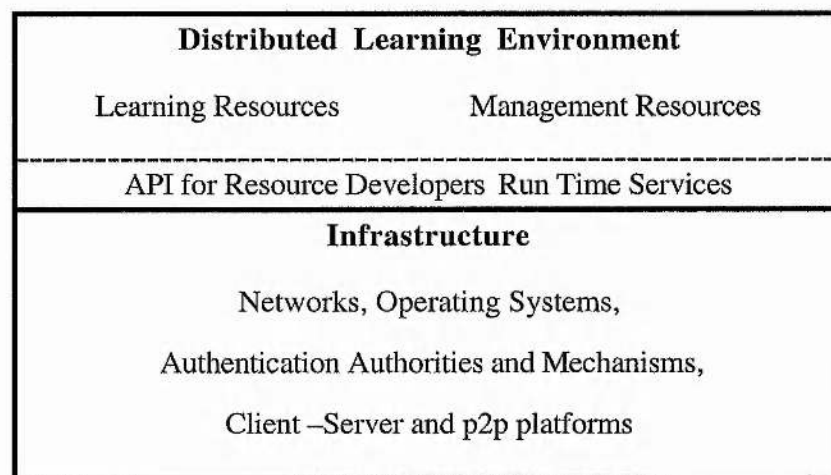 Distributed Learning Environment
Learning Resources Management Resources
API for Resource Developers Run Time Services
Infrastructure
Networks, Operating Systems,
Authentication Authorities and Mechanisms,
Client –Server and p2p platforms